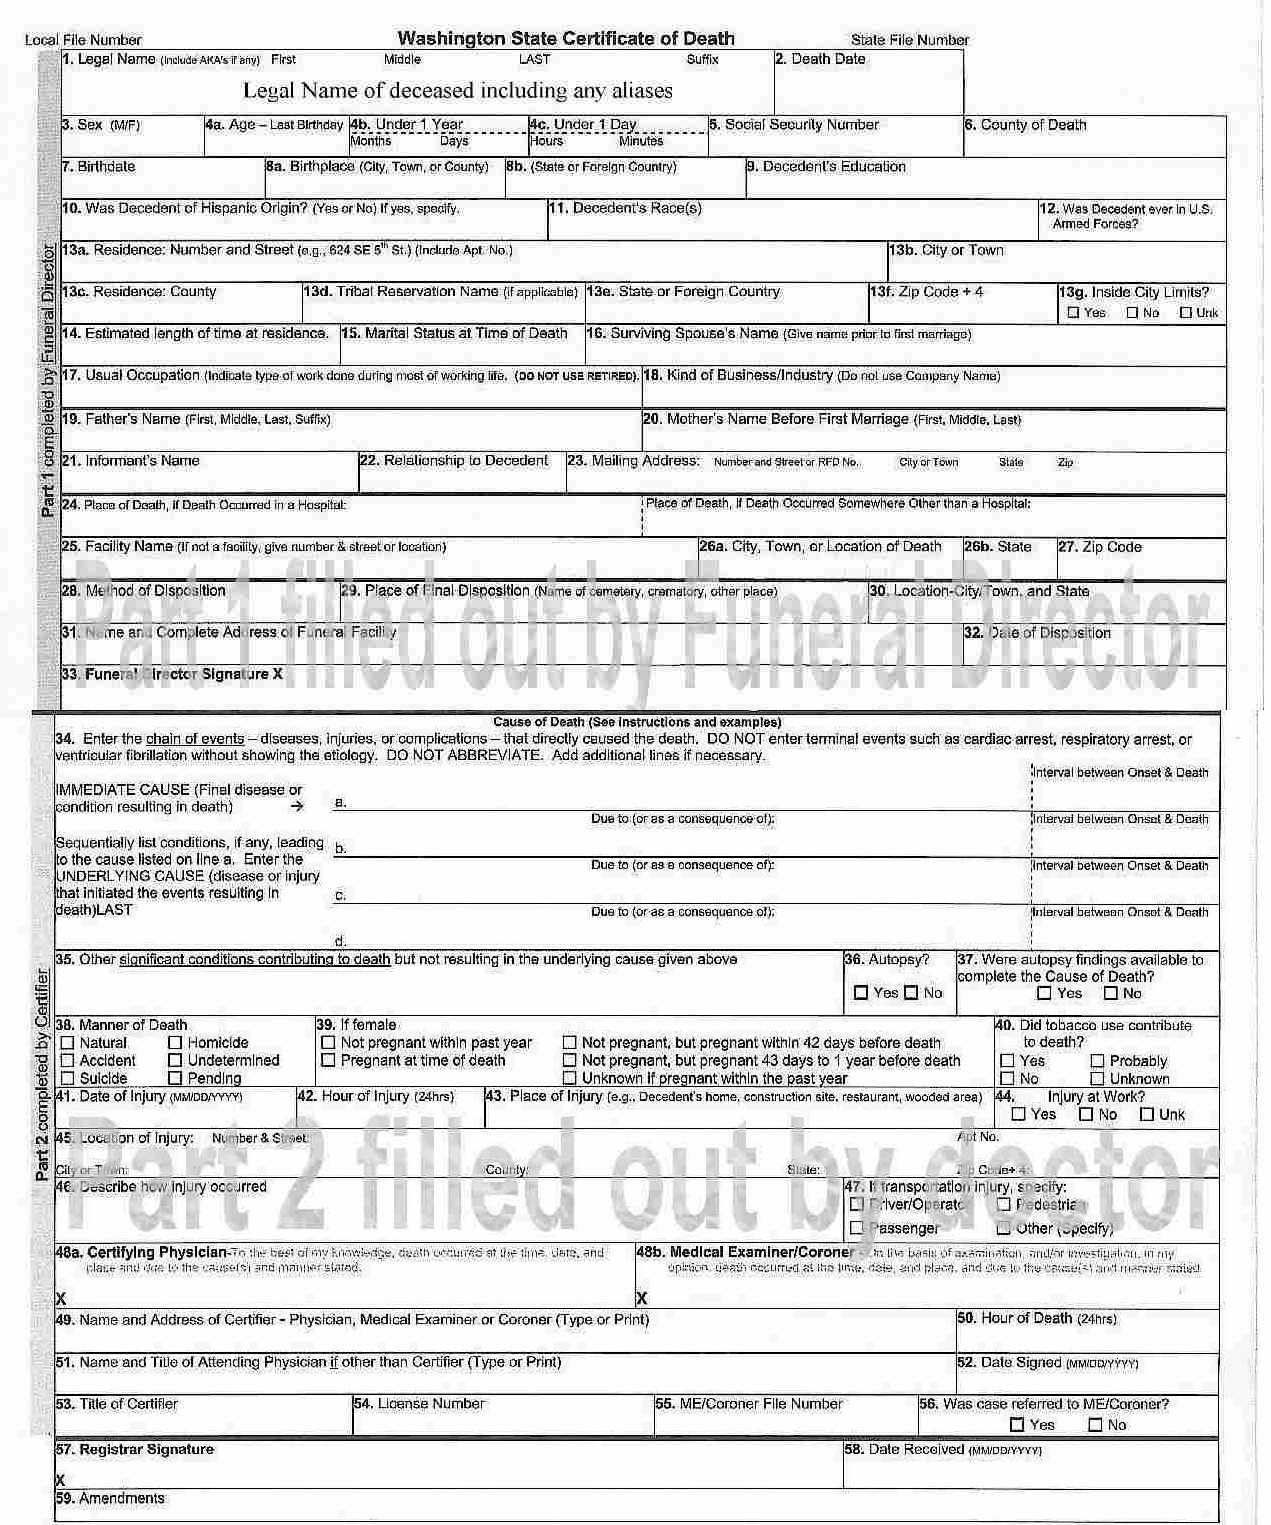 Local File Number Washington State Certificate of Death State File Number
1. Legal Name (Include AKA's if any) First Middle LAST Suffix 2. Death Date
Legal Name of deceased including any aliases
3. Sex (M/F) 4a. Age – Last Birthday 4b. Under 1 Year 4c. Under 1 Day 5. Social Security Number 6. County of Death
Months Days Hours Minutes
7. Birthdate 8a. Birthplace (City, Town, or County) 8b. (State or Foreign Country) 9. Decedent's Education
10. Was Decedent of Hispanic Origin? (Yes or No) If yes, specify. 11. Decedent's Race(s) 12. Was Decedent ever in U.S.
Armed Forces?
13a. Residence: Number and Street (e.g., 624 SE 5th St.) (Include Apt. No.) 13b. City or Town
13c. Residence: County 13d. Tribal Reservation Name (if applicable) 13e. State or Foreign Country 13f. Zip Code + 4 13g. Inside City Limits?
☐ Yes ☐ No ☐ Unk
14. Estimated length of time at residence. 15. Marital Status at Time of Death 16. Surviving Spouse's Name (Give name prior to first marriage)
17. Usual Occupation (Indicate type of work done during most of working life. (DO NOT USE RETIRED). 18. Kind of Business/Industry (Do not use Company Name)
19. Father's Name (First, Middle, Last, Suffix) 20. Mother's Name Before First Marriage (First, Middle, Last)
21. Informant's Name 22. Relationship to Decedent 23. Mailing Address: Number and Street or RFD No. City or Town State Zip
24. Place of Death, If Death Occurred in a Hospital: Place of Death, If Death Occurred Somewhere Other than a Hospital:
25. Facility Name (If not a facility, give number & street or location) 26a. City, Town, or Location of Death 26b. State 27. Zip Code
28. Method of Disposition 29. Place of Final Disposition (Name of cemetery, crematory, other place) 30. Location-City/Town, and State
31. Name and Complete Address of Funeral Facility 32. Date of Disposition
33. Funeral Director Signature X
Part 1 filled out by Funeral Director
Part 1 completed by Funeral Director
Cause of Death (See instructions and examples)
34. Enter the chain of events – diseases, injuries, or complications – that directly caused the death. DO NOT enter terminal events such as cardiac arrest, respiratory arrest, or
ventricular fibrillation without showing the etiology. DO NOT ABBREVIATE. Add additional lines if necessary.
Interval between Onset & Death
IMMEDIATE CAUSE (Final disease or
condition resulting in death) → a.
Due to (or as a consequence of): Interval between Onset & Death
Sequentially list conditions, if any, leading b.
to the cause listed on line a. Enter the
Due to (or as a consequence of): Interval between Onset & Death
UNDERLYING CAUSE (disease or injury
that initiated the events resulting in c.
death)LAST
Due to (or as a consequence of): Interval between Onset & Death
d.
35. Other significant conditions contributing to death but not resulting in the underlying cause given above 36. Autopsy? 37. Were autopsy findings available to
complete the Cause of Death?
☐ Yes ☐ No ☐ Yes ☐ No
38. Manner of Death 39. If female 40. Did tobacco use contribute
☐ Natural ☐ Homicide ☐ Not pregnant within past year ☐ Not pregnant, but pregnant within 42 days before death to death?
☐ Accident ☐ Undetermined ☐ Pregnant at time of death ☐ Not pregnant, but pregnant 43 days to 1 year before death ☐ Yes ☐ Probably
☐ Suicide ☐ Pending ☐ Unknown if pregnant within the past year ☐ No ☐ Unknown
41. Date of Injury (MM/DD/YYYY) 42. Hour of Injury (24hrs) 43. Place of Injury (e.g., Decedent's home, construction site, restaurant, wooded area) 44. Injury at Work?
☐ Yes ☐ No ☐ Unk
45. Location of Injury: Number & Street: Apt No.
City or Town: County: State: Zip Code+ 4:
46. Describe how injury occurred 47. If transportation injury, specify:
☐ Driver/Operator ☐ Pedestrian
☐ Passenger ☐ Other (Specify)
Part 2 filled out by doctor
48a. Certifying Physician-To the best of my knowledge, death occurred at the time, date, and 48b. Medical Examiner/Coroner - On the basis of examination, and/or investigation, in my
place and due to the cause(s) and manner stated. opinion, death occurred at the time, date, and place, and due to the cause(s) and manner stated
X X
49. Name and Address of Certifier - Physician, Medical Examiner or Coroner (Type or Print) 50. Hour of Death (24hrs)
51. Name and Title of Attending Physician if other than Certifier (Type or Print) 52. Date Signed (MM/DD/YYYY)
53. Title of Certifier 54. License Number 55. ME/Coroner File Number 56. Was case referred to ME/Coroner?
☐ Yes ☐ No
Part 2 completed by Certifier
57. Registrar Signature 58. Date Received (MM/DD/YYYY)
X
59. Amendments